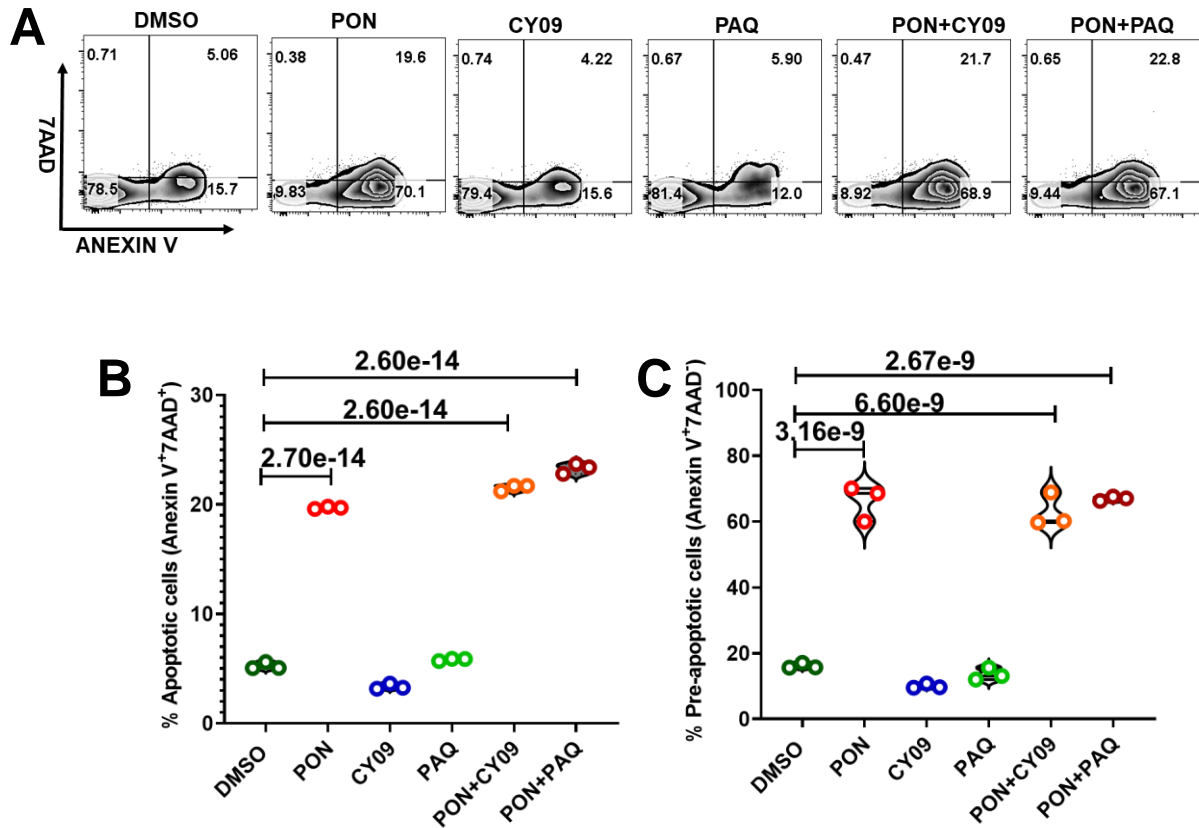 A
DMSO
PON
CY09
PAQ
PON+CY09
PON+PAQ
0.71 5.06
0.38 19.6
0.74 4.22
0.67 5.90
0.47 21.7
0.65 22.8
7AAD
78.5 15.7
9.83 70.1
79.4 15.6
81.4 12.0
8.92 68.9
9.44 67.1
ANEXIN V
B
2.60e-14
2.60e-14
2.70e-14
% Apoptotic cells (Anexin V+7AAD+)
30
20
10
0
DMSO
PON
CY09
PAQ
PON+CY09
PON+PAQ
C
2.67e-9
6.60e-9
3.16e-9
% Pre-apoptotic cells (Anexin V+7AAD-)
100
80
60
40
20
0
DMSO
PON
CY09
PAQ
PON+CY09
PON+PAQ